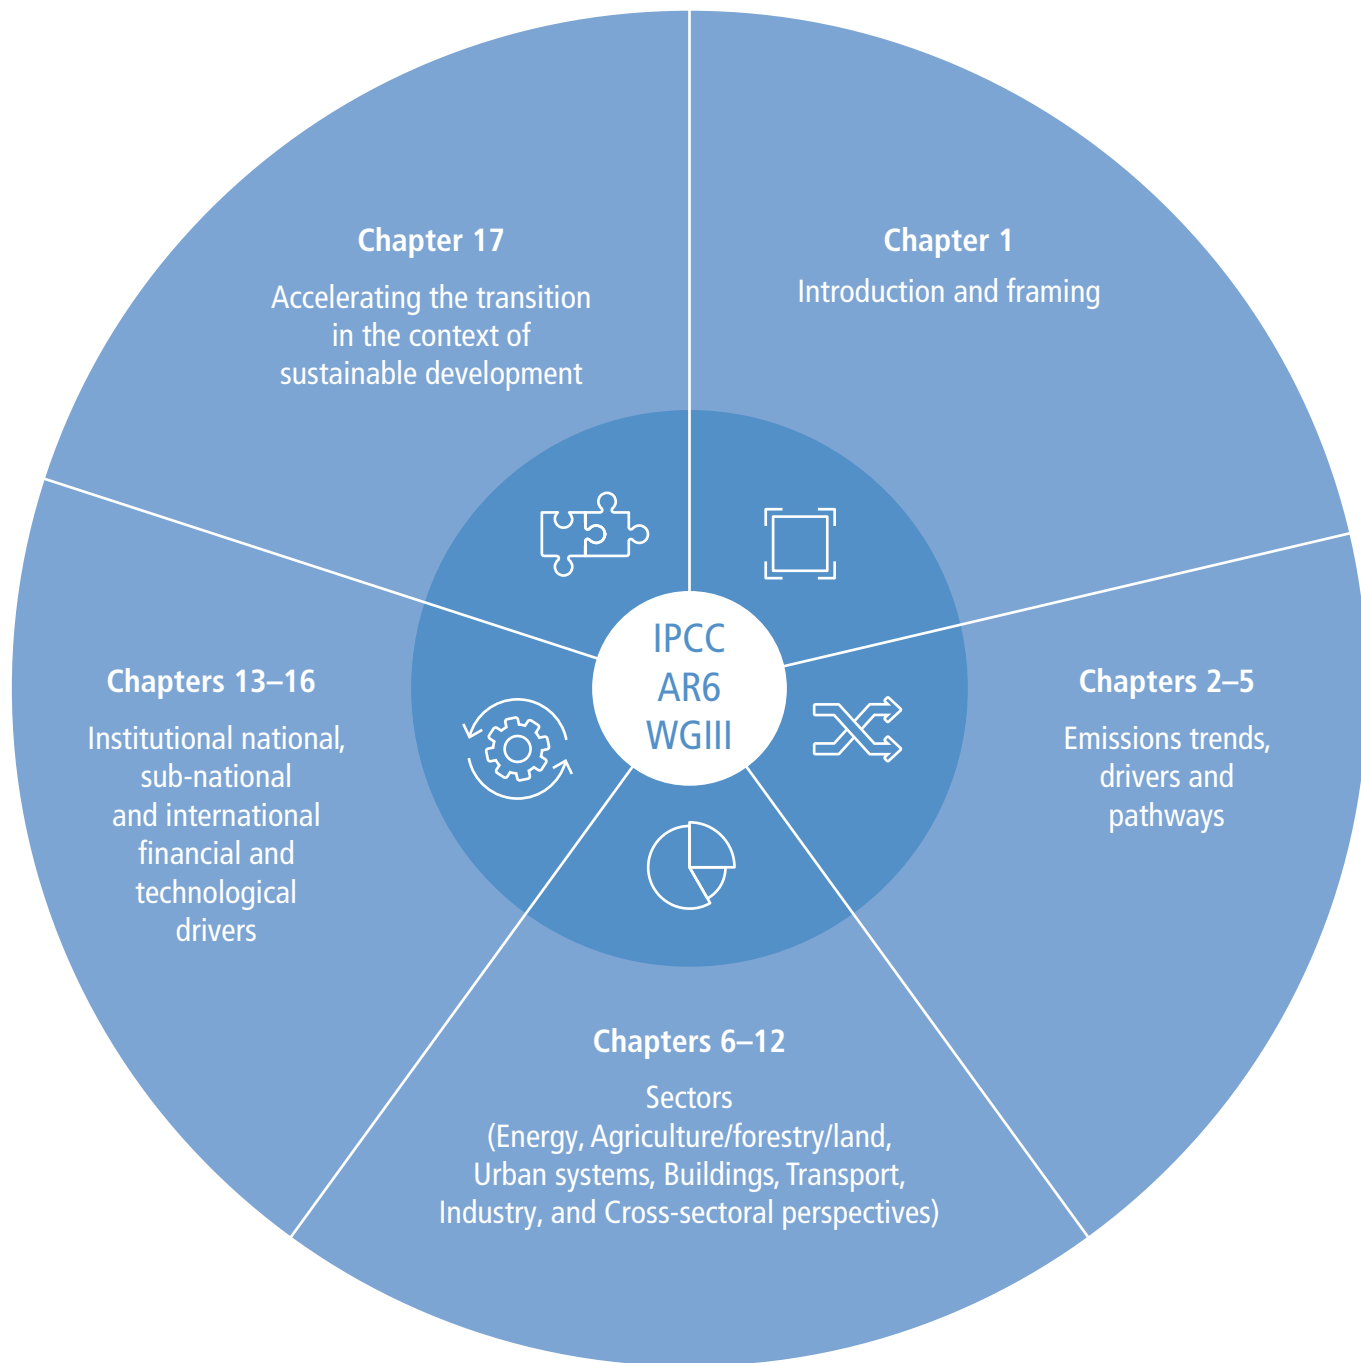 Chapter 17
Accelerating the transition
in the context of
sustainable development
Chapter 1
Introduction and framing
IPCC
AR6
WGIII
Chapters 13–16
Institutional national,
sub-national
and international
financial and
technological
drivers
Chapters 2–5
Emissions trends,
drivers and
pathways
Chapters 6–12
Sectors
(Energy, Agriculture/forestry/land,
Urban systems, Buildings, Transport,
Industry, and Cross-sectoral perspectives)